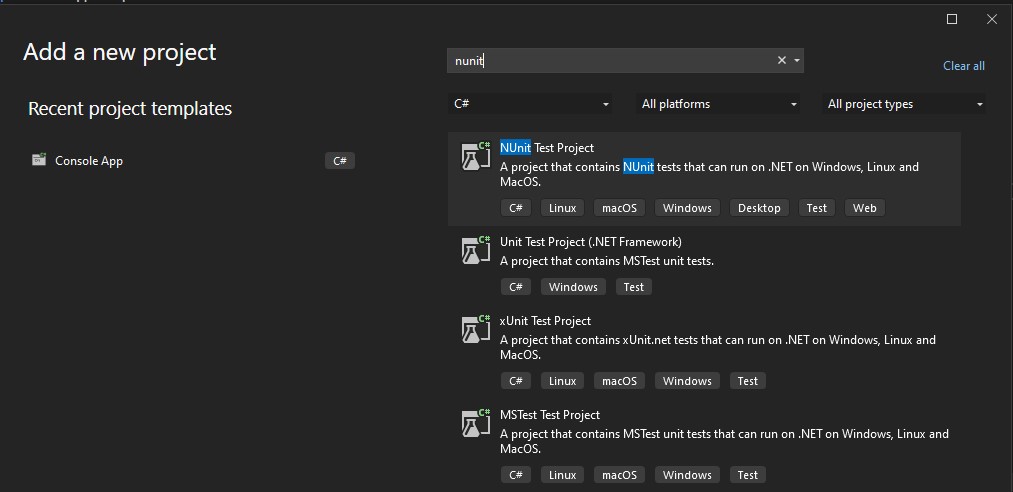 Add a new project
nunit
Clear all
Recent project templates
C#
All platforms
All project types
Console App
C#
NUnit Test Project
A project that contains NUnit tests that can run on .NET on Windows, Linux and
MacOS.
C# Linux macOS Windows Desktop Test Web
Unit Test Project (.NET Framework)
A project that contains MSTest unit tests.
C# Windows Test
xUnit Test Project
A project that contains xUnit.net tests that can run on .NET on Windows, Linux and
MacOS.
C# Linux macOS Windows Test
MSTest Test Project
A project that contains MSTest unit tests that can run on .NET on Windows, Linux and
MacOS.
C# Linux macOS Windows Test